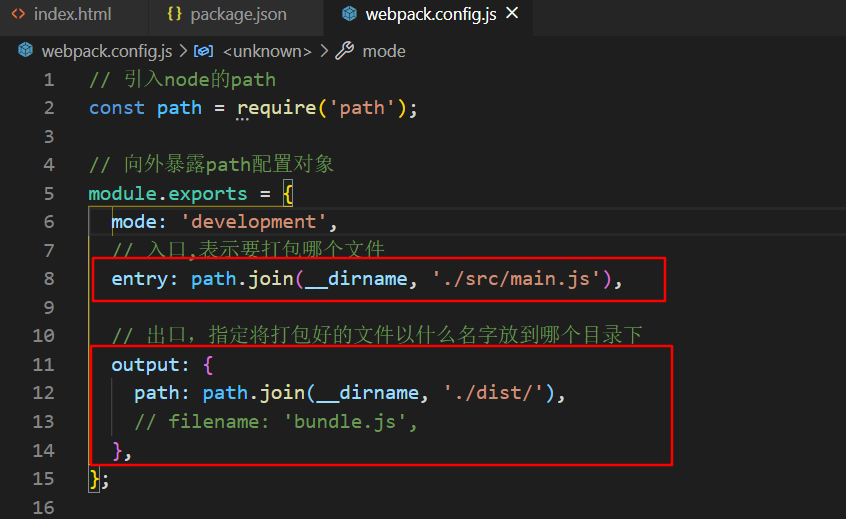 index.html package.json webpack.config.js
webpack.config.js <unknown> mode
1 // 引入node的path
2 const path = require('path');
3
4 // 向外暴露path配置对象
5 module.exports = {
6 mode: 'development',
7 // 入口,表示要打包哪个文件
8 entry: path.join(__dirname, './src/main.js'),
9
10 // 出口，指定将打包好的文件以什么名字放到哪个目录下
11 output: {
12 path: path.join(__dirname, './dist/'),
13 // filename: 'bundle.js',
14 },
15 };
16